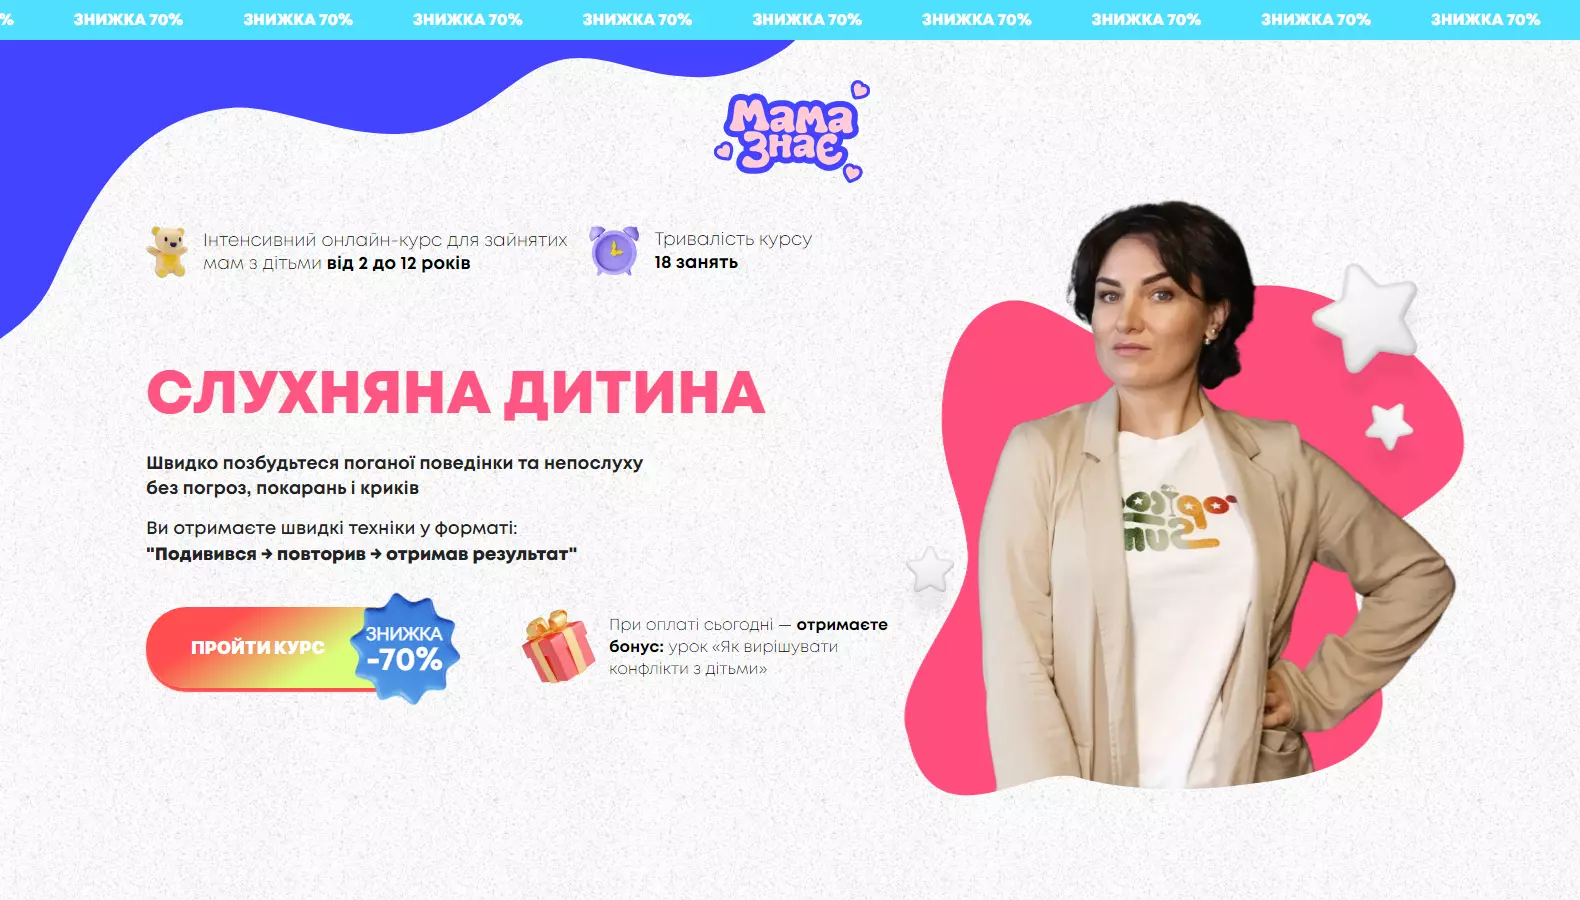 % ЗНИЖКА 70% ЗНИЖКА 70% ЗНИЖКА 70% ЗНИЖКА 70% ЗНИЖКА 70% ЗНИЖКА 70% ЗНИЖКА 70% ЗНИЖКА 70% ЗНИЖКА 70%
Мама
Знає
Інтенсивний онлайн-курс для зайнятих
мам з дітьми від 2 до 12 років
Тривалість курсу
18 занять
СЛУХНЯНА ДИТИНА
Швидко позбудьтеся поганої поведінки та непослуху
без погроз, покарань і криків
Ви отримаєте швидкі техніки у форматі:
"Подивився → повторив → отримав результат"
ПРОЙТИ КУРС
ЗНИЖКА
-70%
При оплаті сьогодні — отримаєте
бонус: урок «Як вирішувати
конфлікти з дітьми»